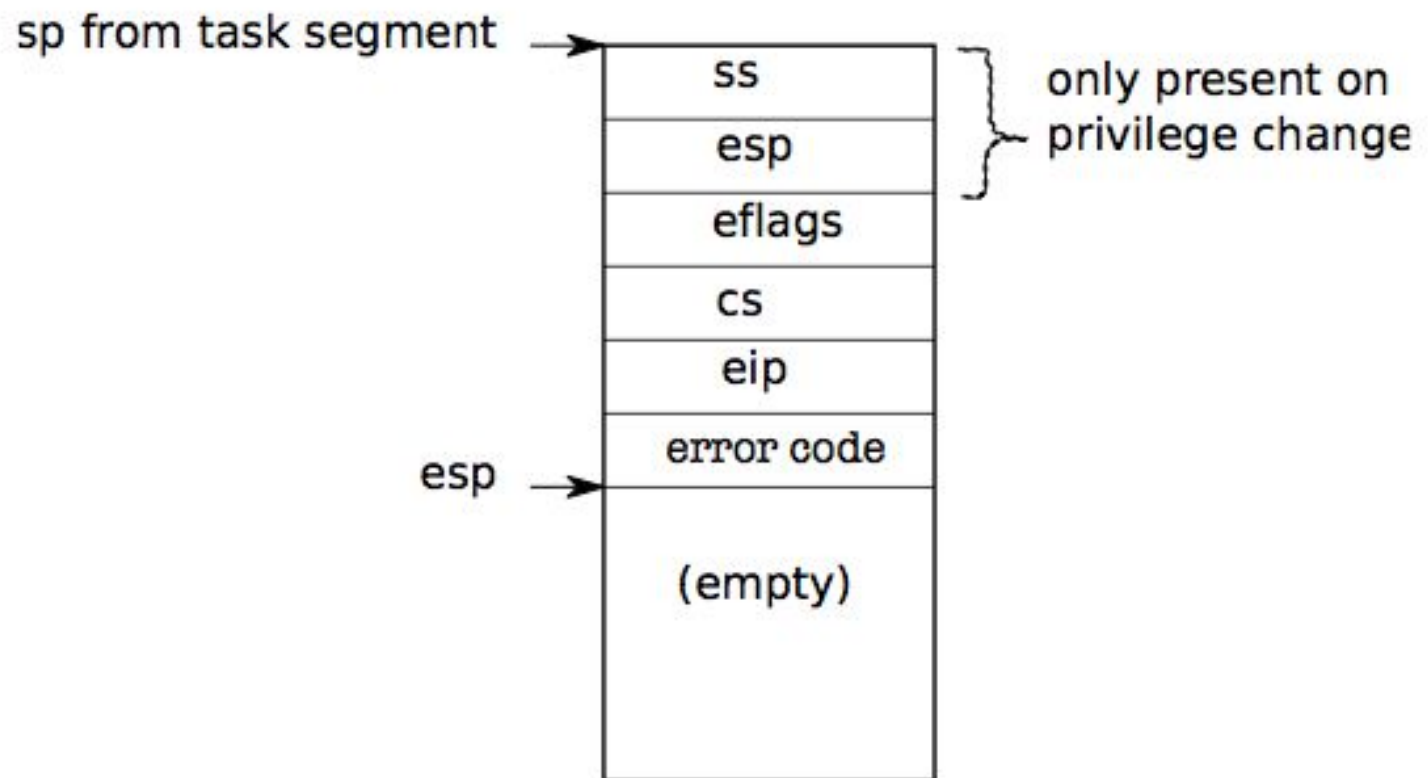 sp from task segment
ss
only present on
privilege change
esp
eflags
cs
eip
error code
esp
(empty)